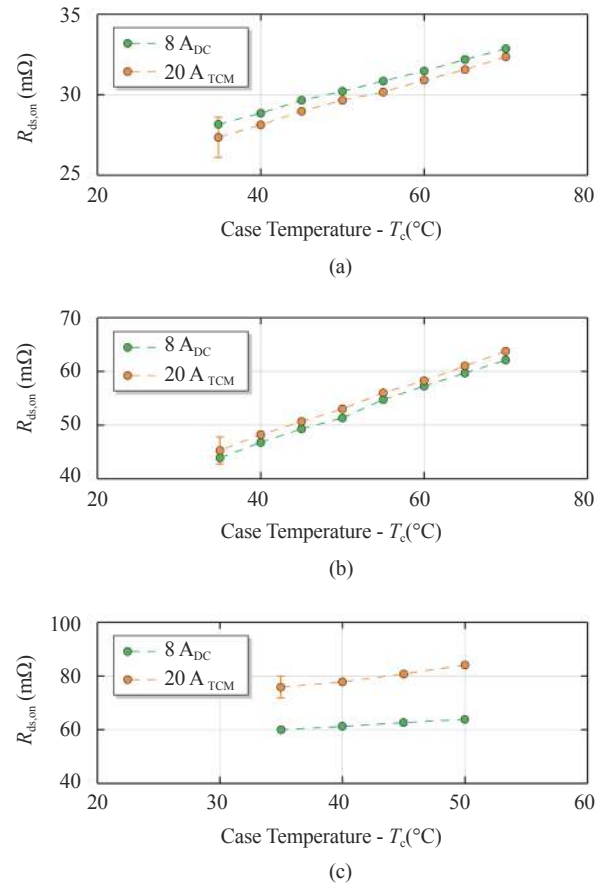 35
8 A_DC
20 A_TCM
30
25
R_ds,on (mΩ)
20 40 60 80
Case Temperature - T_c(°C)
(a)
70
8 A_DC
20 A_TCM
60
50
40
R_ds,on (mΩ)
20 40 60 80
Case Temperature - T_c(°C)
(b)
100
8 A_DC
20 A_TCM
80
60
40
R_ds,on (mΩ)
20 30 40 50 60
Case Temperature - T_c(°C)
(c)